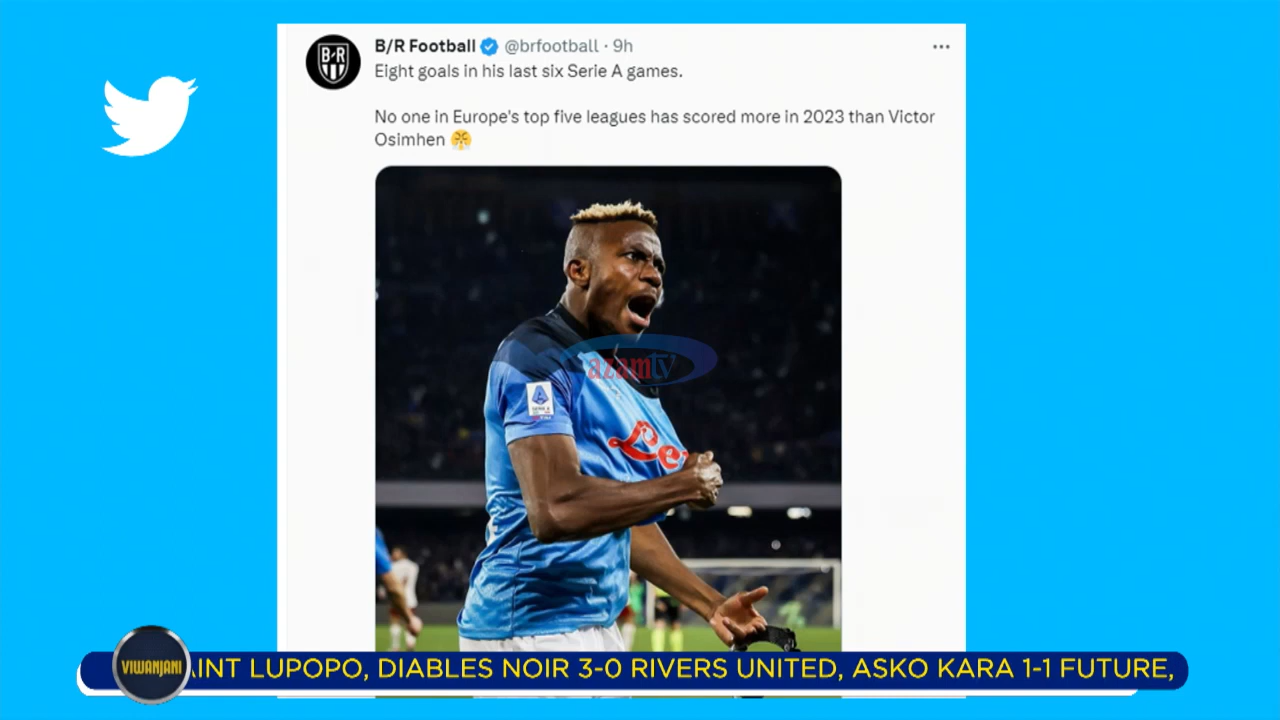 B/R Football @brfootball · 9h
Eight goals in his last six Serie A games.
No one in Europe's top five leagues has scored more in 2023 than Victor
Osimhen
B/R
azamtv
VIWANJANI
AINT LUPOPO, DIABLES NOIR 3-0 RIVERS UNITED, ASKO KARA 1-1 FUTURE,